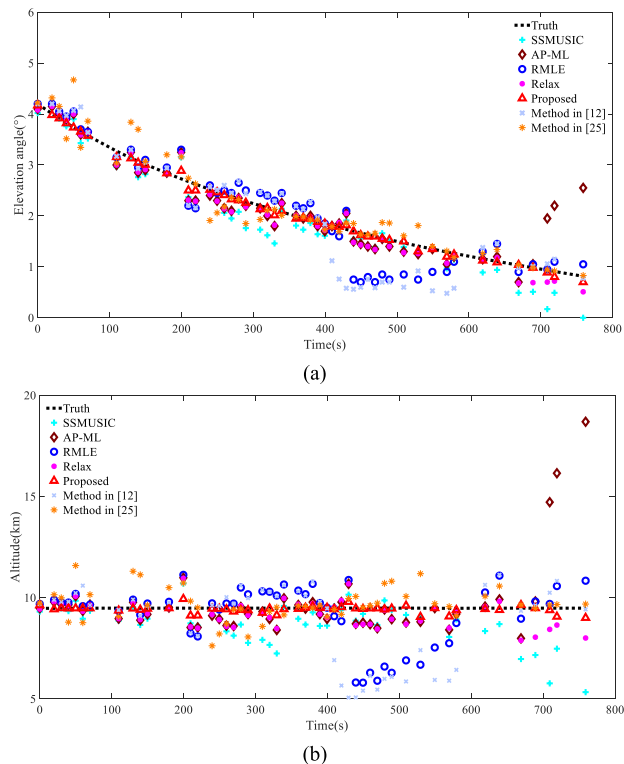 6
5
4
3
2
1
0
Elevation angle(°)
0
100
200
300
400
500
600
700
800
Time(s)
Truth
SSMUSIC
AP-ML
RMLE
Relax
Proposed
Method in [12]
Method in [25]
(a)
20
15
10
5
Altitude(km)
0
100
200
300
400
500
600
700
800
Time(s)
Truth
SSMUSIC
AP-ML
RMLE
Relax
Proposed
Method in [12]
Method in [25]
(b)